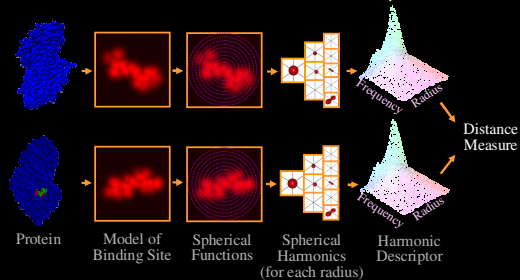 Frequency
Radius
Distance
Measure
Frequency
Radius
Protein
Model of
Binding Site
Spherical
Functions
Spherical
Harmonics
(for each radius)
Harmonic
Descriptor